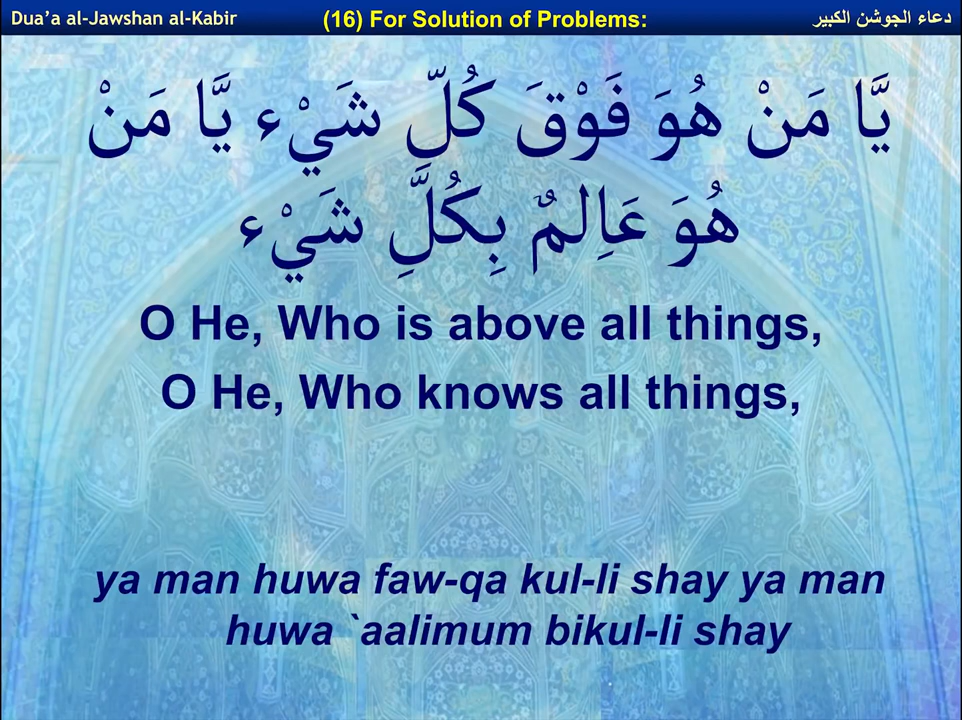 Dua’a al-Jawshan al-Kabir
(16) For Solution of Problems:
دعاء الجوشن الكبير
يَّا مَنْ هُوَ فَوْقَ كُلِّ شَيْء يَّا مَنْ
هُوَ عَاِلمٌ بِكُلَِّ شَيْء
O He, Who is above all things,
O He, Who knows all things,
ya man huwa faw-qa kul-li shay ya man
huwa `aalimum bikul-li shay